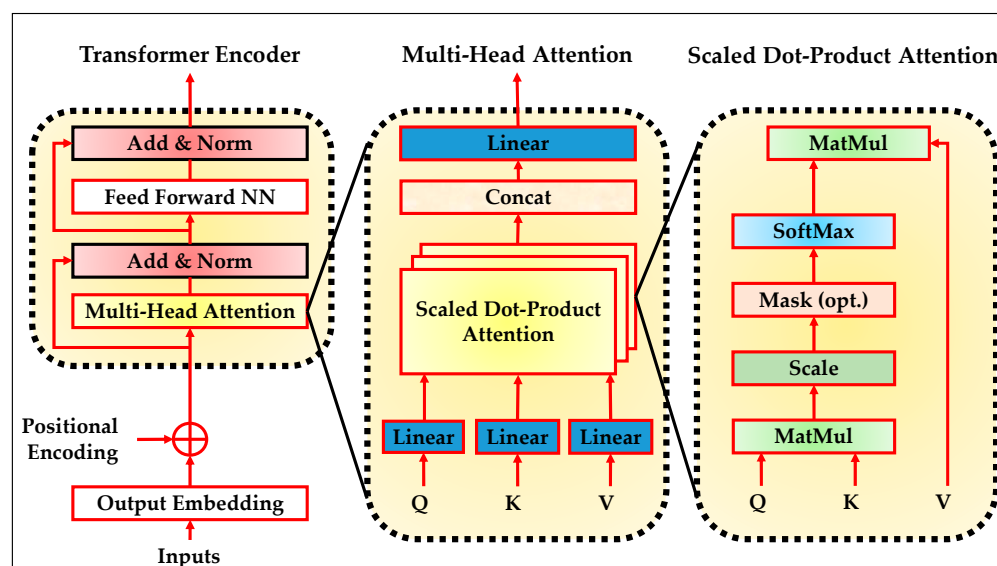 Transformer Encoder
Add & Norm
Feed Forward NN
Add & Norm
Multi-Head Attention
Positional
Encoding
Output Embedding
Inputs
Multi-Head Attention
Linear
Concat
Scaled Dot-Product
Attention
Linear
Linear
Linear
Q
K
V
Scaled Dot-Product Attention
MatMul
SoftMax
Mask (opt.)
Scale
MatMul
Q
K
V